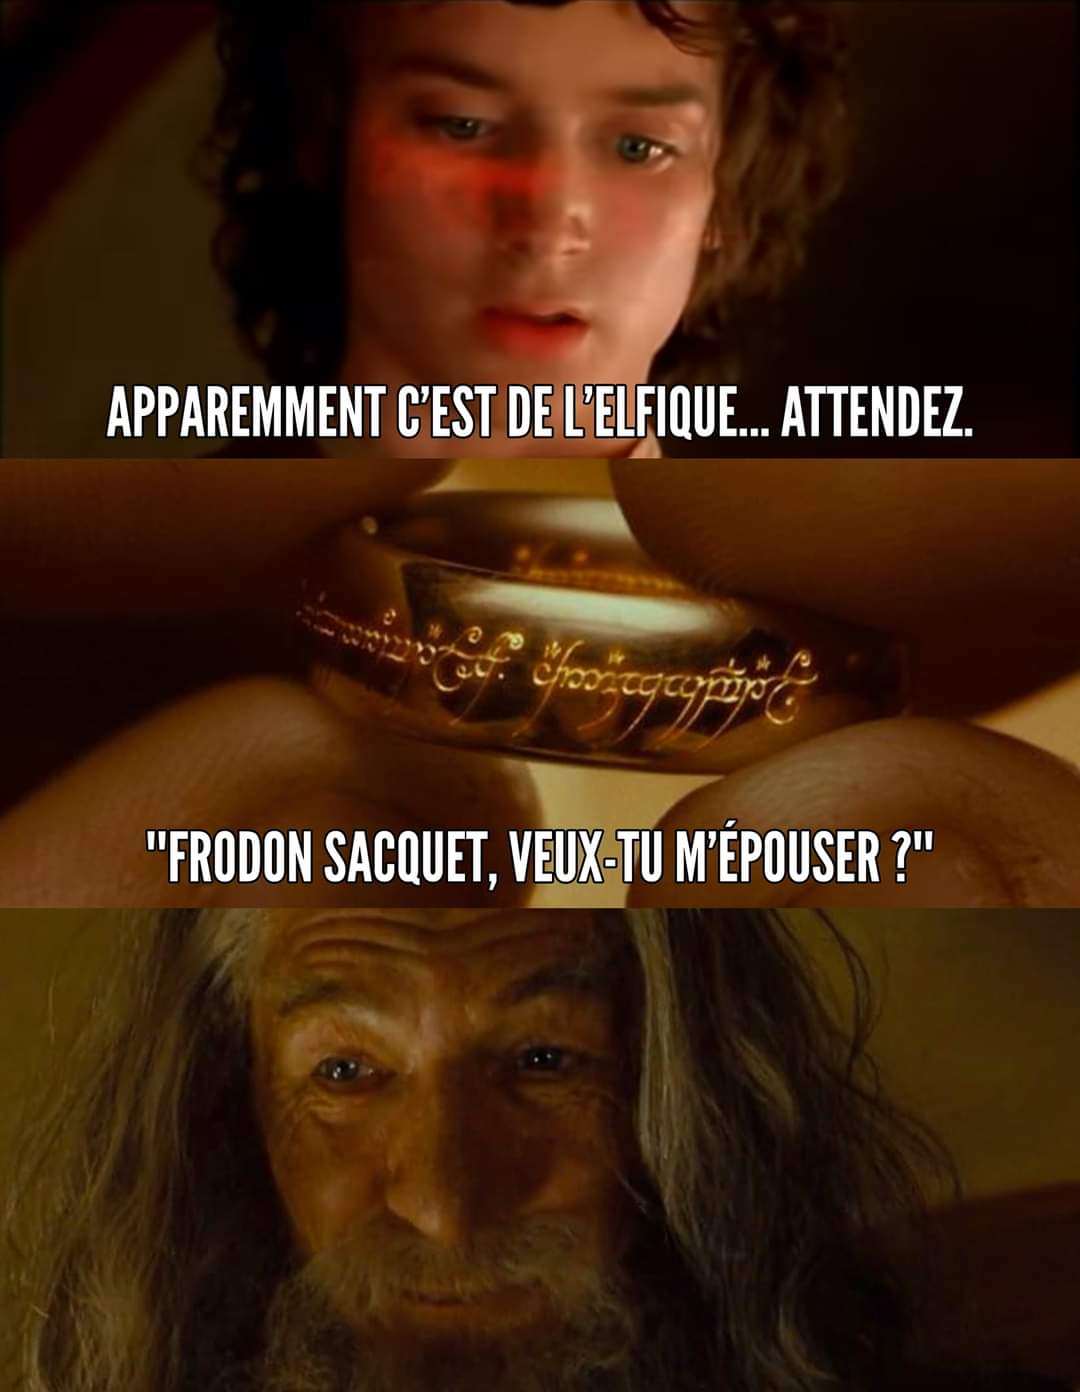 APPAREMMENT C'EST DE L'ELFIQUE... ATTENDEZ.
"FRODON SACQUET, VEUX-TU M'ÉPOUSER ?"